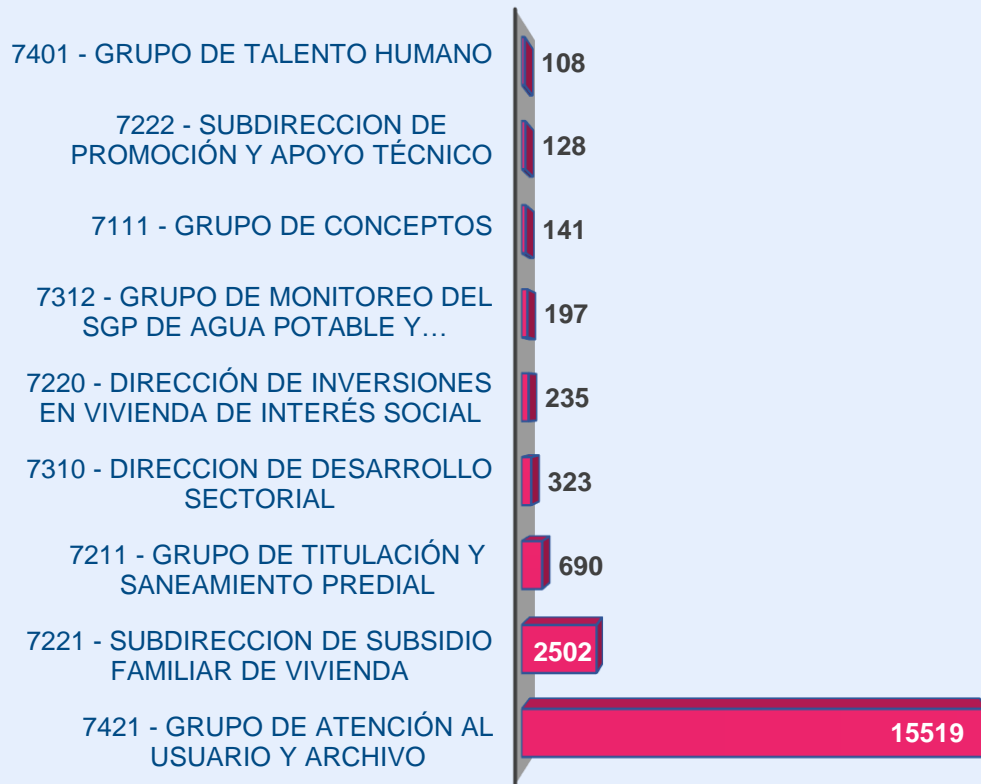 7401 - GRUPO DE TALENTO HUMANO
108
7222 - SUBDIRECCION DE
PROMOCIÓN Y APOYO TÉCNICO
128
7111 - GRUPO DE CONCEPTOS
141
7312 - GRUPO DE MONITOREO DEL
SGP DE AGUA POTABLE Y…
197
7220 - DIRECCIÓN DE INVERSIONES
EN VIVIENDA DE INTERÉS SOCIAL
235
7310 - DIRECCION DE DESARROLLO
SECTORIAL
323
7211 - GRUPO DE TITULACIÓN Y
SANEAMIENTO PREDIAL
690
7221 - SUBDIRECCION DE SUBSIDIO
FAMILIAR DE VIVIENDA
2502
7421 - GRUPO DE ATENCIÓN AL
USUARIO Y ARCHIVO
15519